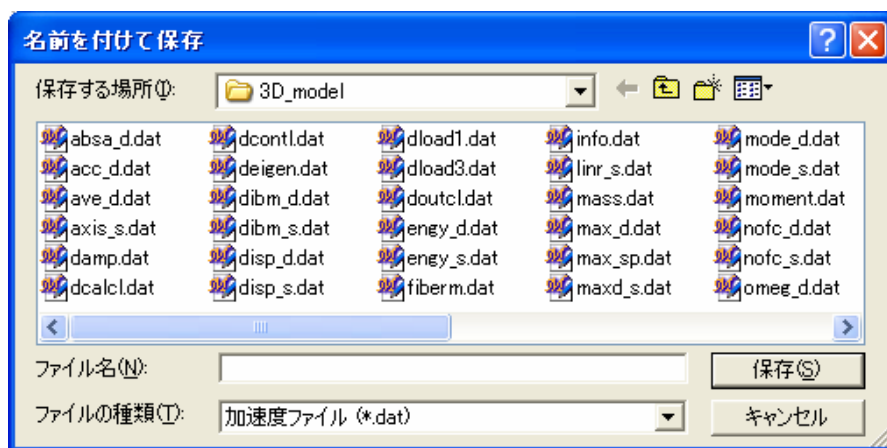 名前を付けて保存
保存する場所(I): 3D_model
absa_d.dat dcontl.dat dload1.dat info.dat mode_d.dat
acc_d.dat deigen.dat dload3.dat linr_s.dat mode_s.dat
ave_d.dat dibm_d.dat doutcl.dat mass.dat moment.dat
axis_s.dat dibm_s.dat engy_d.dat max_d.dat nofc_d.dat
damp.dat disp_d.dat engy_s.dat max_sp.dat nofc_s.dat
dcalcl.dat disp_s.dat fiberm.dat maxd_s.dat omeg_d.dat
ファイル名(N): 保存(S)
ファイルの種類(T): 加速度ファイル (*.dat) キャンセル